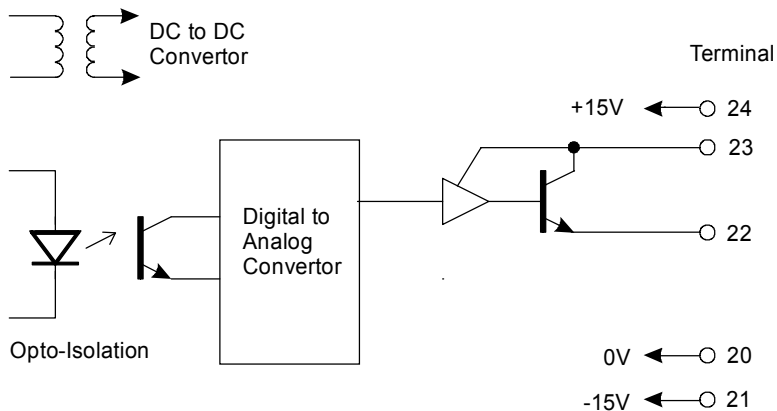 DC to DC
Convertor
Terminal
+15V 24
23
Digital to
Analog
Convertor
22
Opto-Isolation
0V 20
-15V 21